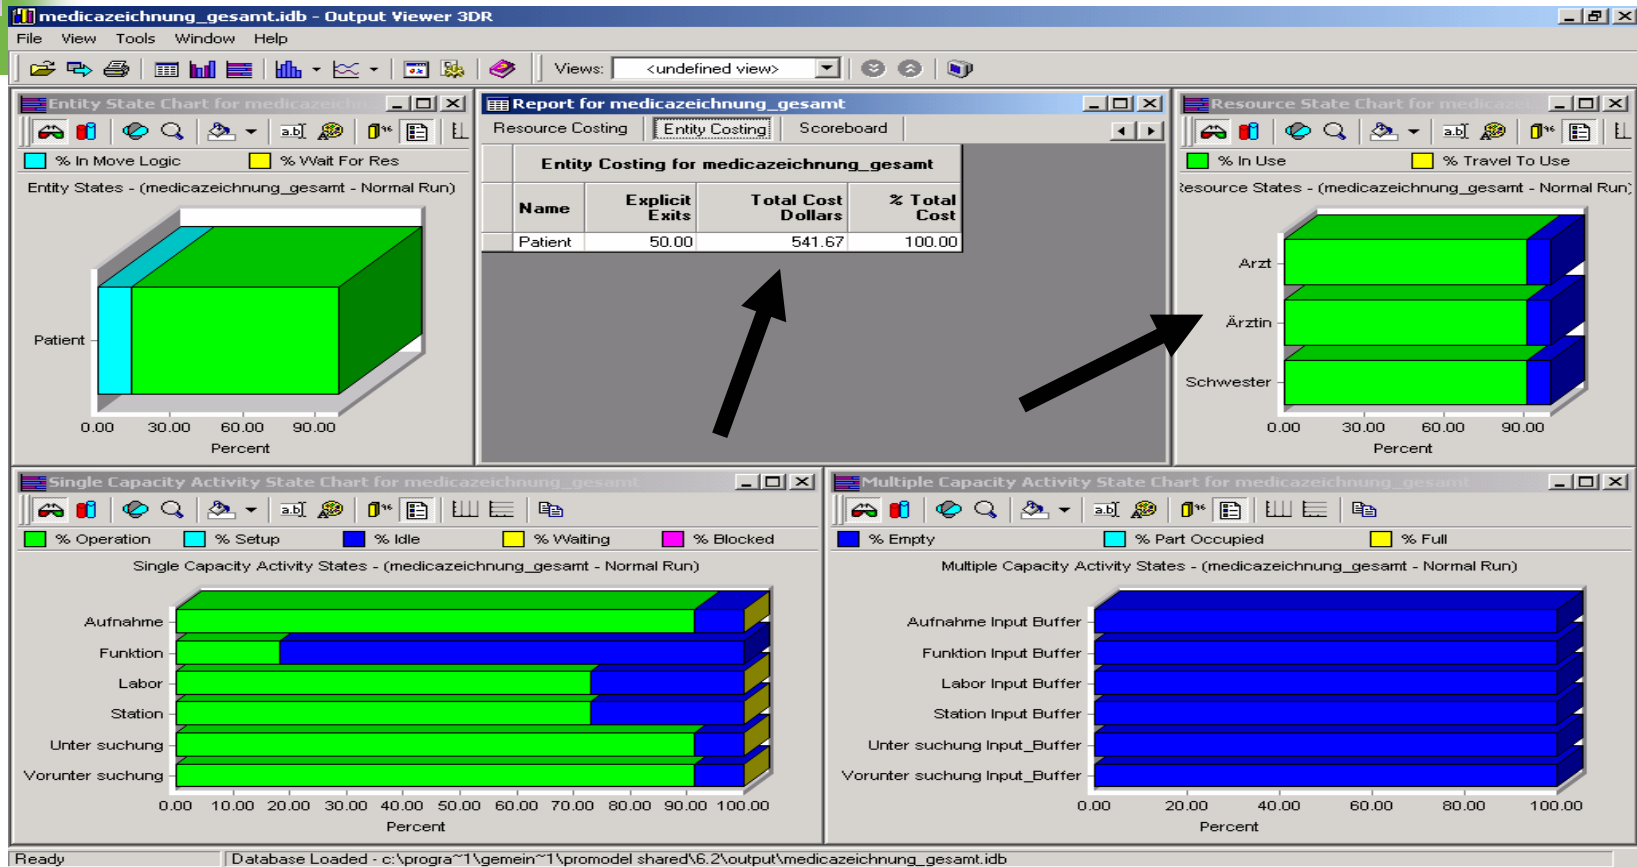 medicazeichnung_gesamt.idb - Output Viewer 3DR
File View Tools Window Help
Views: <undefined view>
Entity State Chart for medicazeichn...
% In Move Logic % Wait For Res
Entity States - (medicazeichnung_gesamt - Normal Run)
Patient
0.00 30.00 60.00 90.00
Percent
Report for medicazeichnung_gesamt
Resource Costing Entity Costing Scoreboard
Entity Costing for medicazeichnung_gesamt
Name Explicit Exits Total Cost Dollars % Total Cost
Patient 50.00 541.67 100.00
Resource State Chart for medicazei...
% In Use % Travel To Use
Resource States - (medicazeichnung_gesamt - Normal Run)
Arzt
Ärztin
Schwester
0.00 30.00 60.00 90.00
Percent
Single Capacity Activity State Chart for medicazeichnung_gesamt
% Operation % Setup % Idle % Waiting % Blocked
Single Capacity Activity States - (medicazeichnung_gesamt - Normal Run)
Aufnahme
Funktion
Labor
Station
Unter suchung
Vorunter suchung
0.00 10.00 20.00 30.00 40.00 50.00 60.00 70.00 80.00 90.00 100.00
Percent
Multiple Capacity Activity State Chart for medicazeichnung_gesamt
% Empty % Part Occupied % Full
Multiple Capacity Activity States - (medicazeichnung_gesamt - Normal Run)
Aufnahme Input Buffer
Funktion Input Buffer
Labor Input Buffer
Station Input Buffer
Unter suchung Input_Buffer
Vorunter suchung Input_Buffer
0.00 20.00 40.00 60.00 80.00 100.00
Percent
Ready Database Loaded - c:\progra~1\gemein~1\promodel shared\6.2\output\medicazeichnung_gesamt.idb